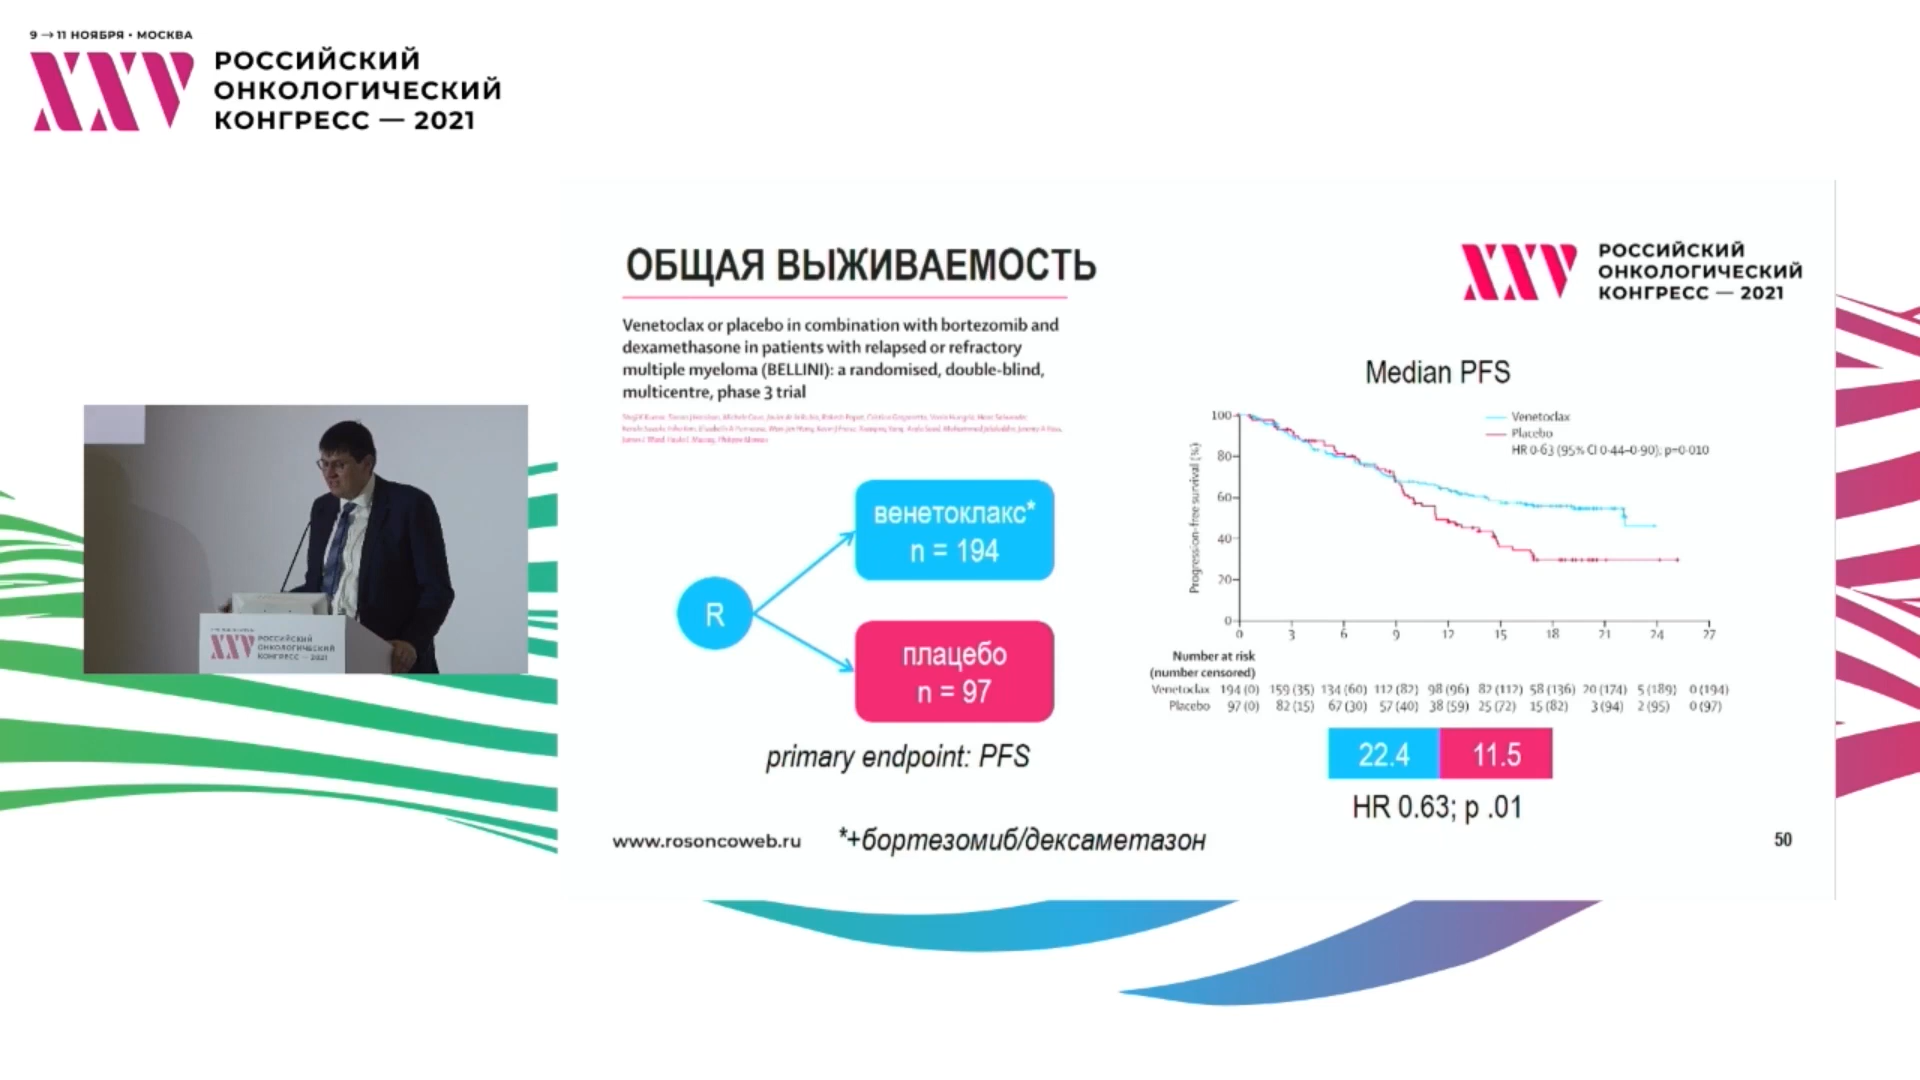 9 → 11 НОЯБРЯ • МОСКВА
XXV
РОССИЙСКИЙ
ОНКОЛОГИЧЕСКИЙ
КОНГРЕСС — 2021
ОБЩАЯ ВЫЖИВАЕМОСТЬ
XXV
РОССИЙСКИЙ
ОНКОЛОГИЧЕСКИЙ
КОНГРЕСС — 2021
Venetoclax or placebo in combination with bortezomib and
dexamethasone in patients with relapsed or refractory
multiple myeloma (BELLINI): a randomised, double-blind,
multicentre, phase 3 trial
R
венетоклакс*
n = 194
плацебо
n = 97
primary endpoint: PFS
*+бортезомиб/дексаметазон
www.rosoncoweb.ru
Median PFS
Venetoclax
Placebo
HR 0·63 (95% CI 0·44–0·90); p=0·010
Progression-free survival (%)
100
80
60
40
20
0
0 3 6 9 12 15 18 21 24 27
Number at risk
(number censored)
Venetoclax 194 (0) 159 (35) 134 (60) 112 (82) 98 (96) 82 (112) 58 (136) 20 (174) 5 (189) 0 (194)
Placebo 97 (0) 82 (15) 67 (30) 57 (40) 38 (59) 25 (72) 15 (82) 3 (94) 2 (95) 0 (97)
22.4 11.5
HR 0.63; p .01
50
XXV
РОССИЙСКИЙ
ОНКОЛОГИЧЕСКИЙ
КОНГРЕСС — 2021